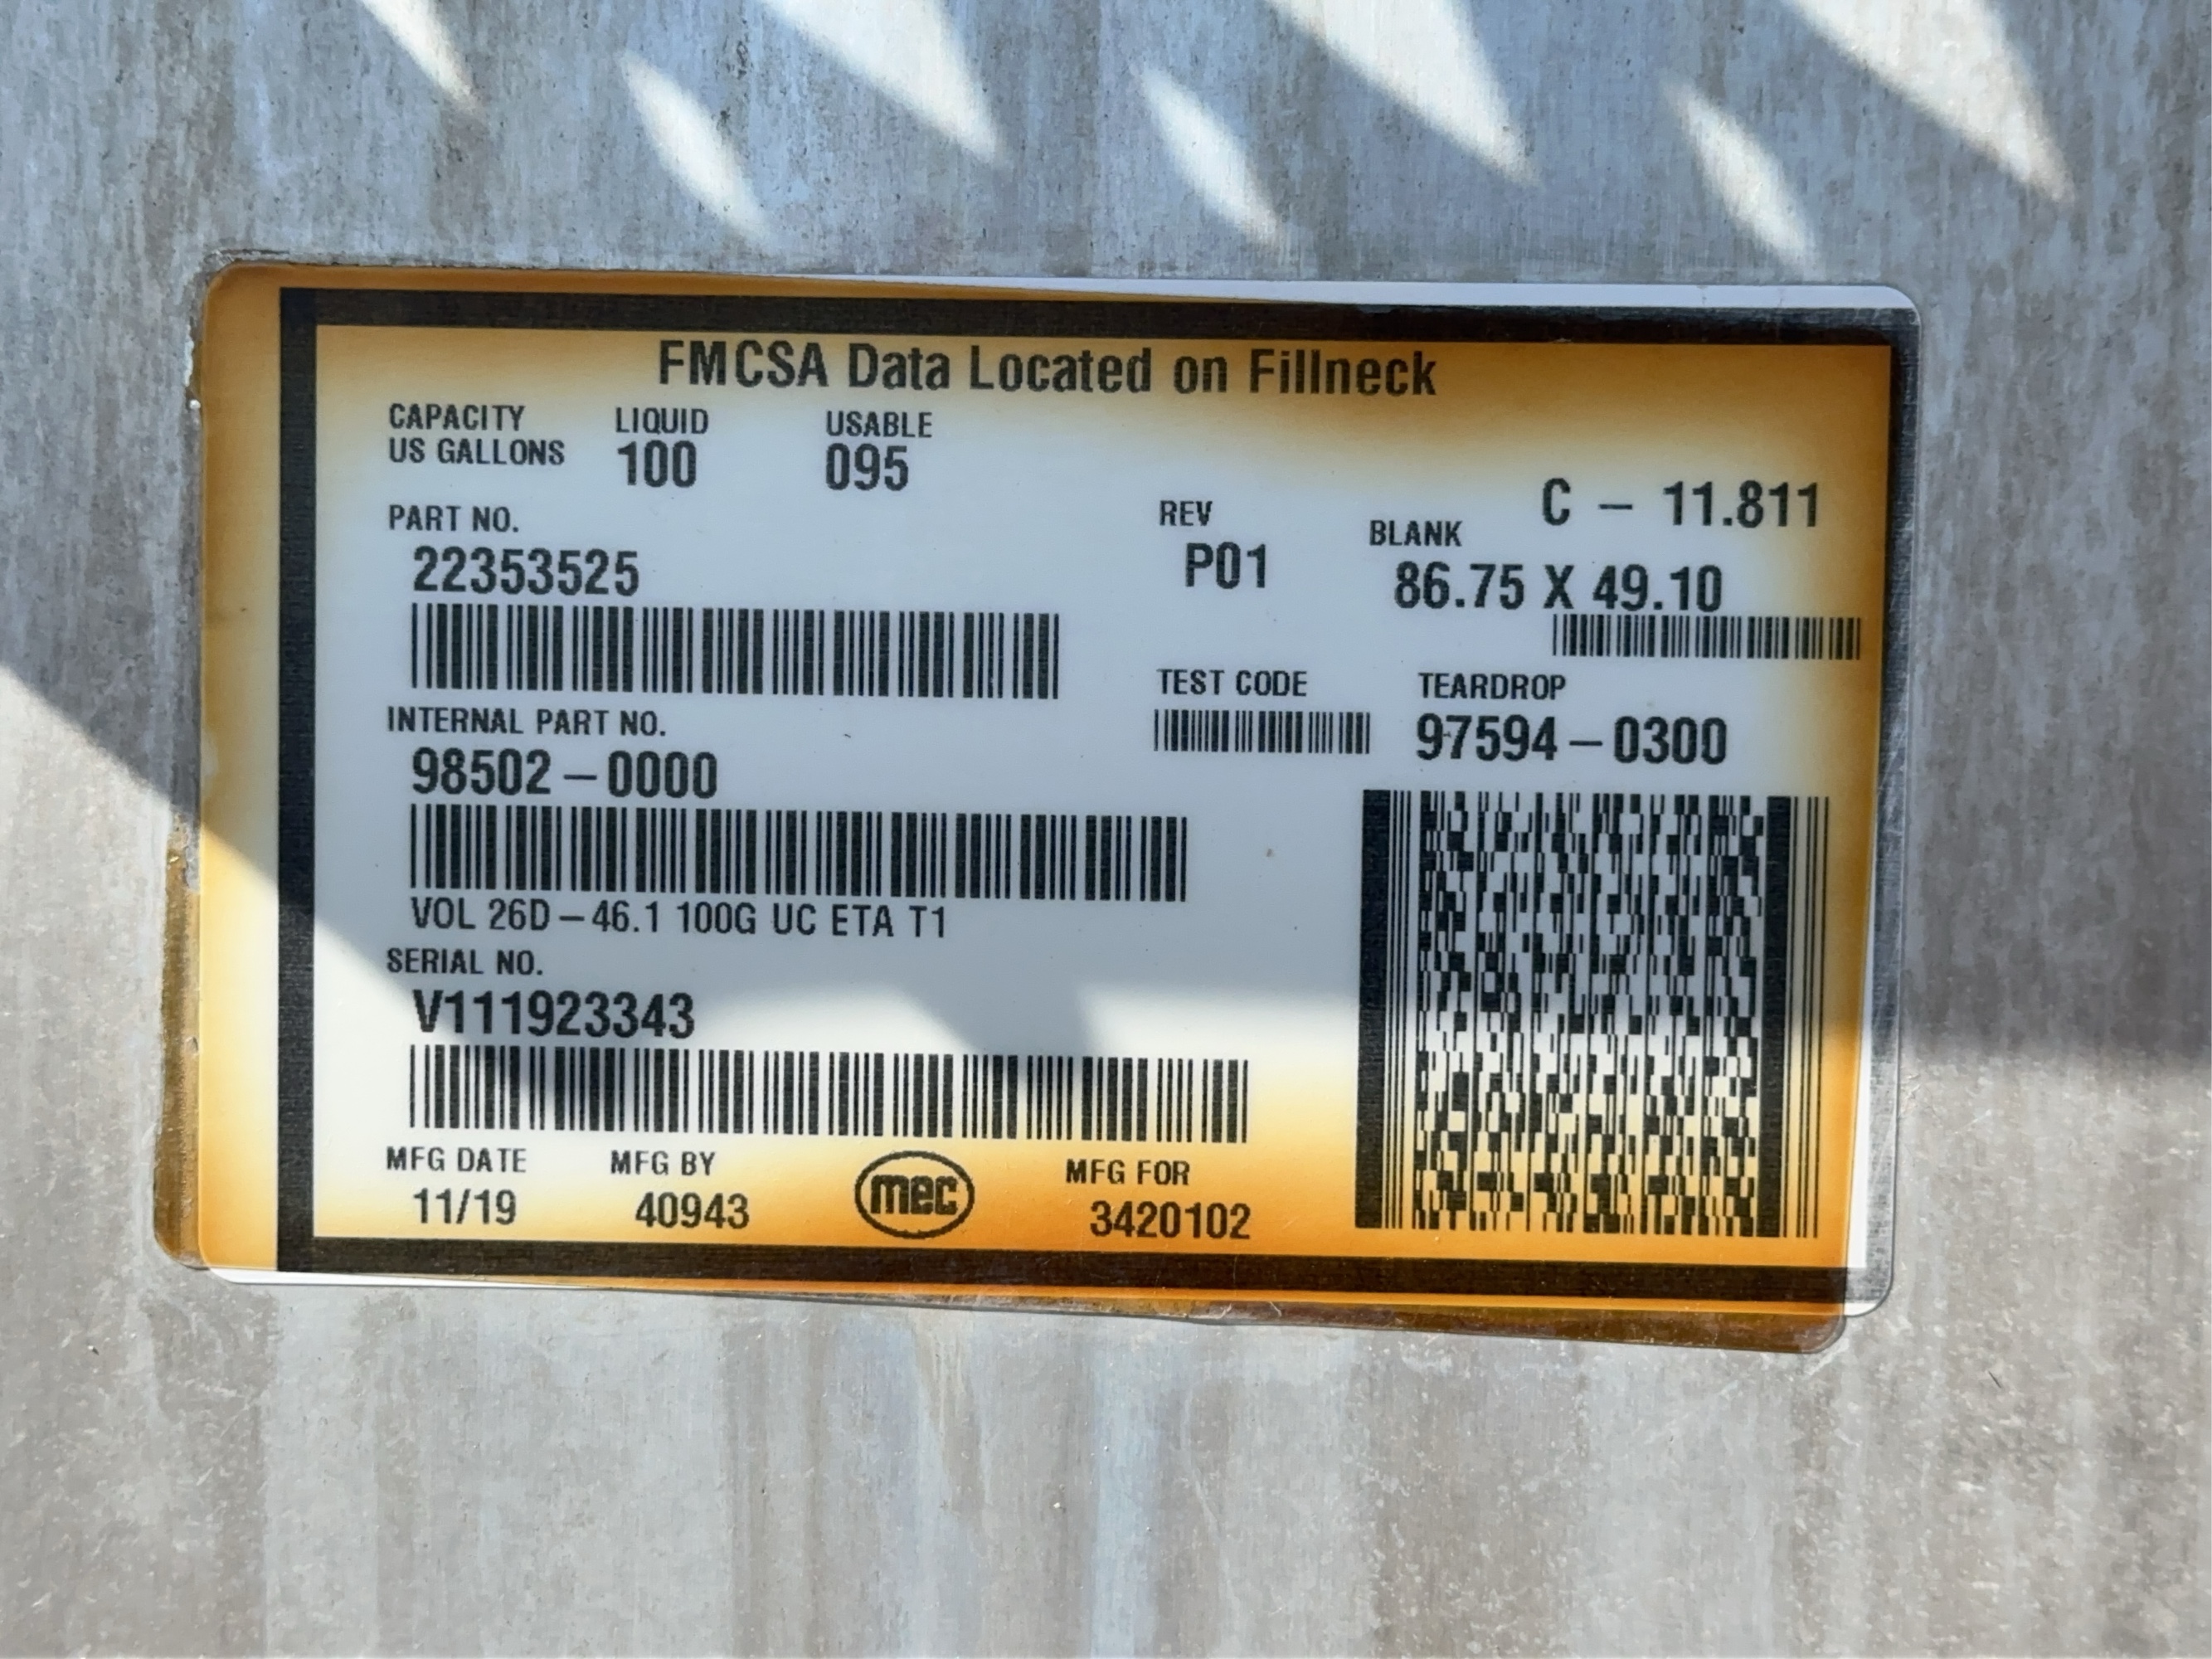 FMCSA Data Located on Fillneck
CAPACITY US GALLONS
LIQUID
100
USABLE
095
C - 11.811
PART NO.
22353525
REV
P01
BLANK
86.75 X 49.10
INTERNAL PART NO.
98502-0000
TEST CODE
TEARDROP
97594-0300
VOL 26D-46.1 100G UC ETA T1
SERIAL NO.
V111923343
MFG DATE
11/19
MFG BY
40943
mec
MFG FOR
3420102